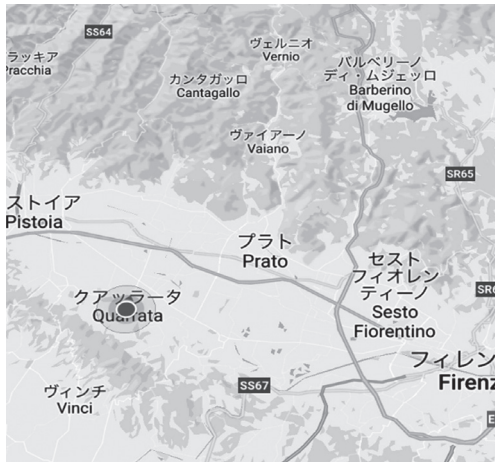 SS64
ラッキア
Pracchia
ヴェルニオ
Vernio
カンタガッロ
Cantagallo
バルベリーノ
ディ・ムジェッロ
Barberino
di Mugello
ヴァイアーノ
Vaiano
SR65
ストイア
Pistoia
プラト
Prato
セスト
フィオレン
ティーノ
Sesto
Fiorentino
クアッラータ
Quarrata
SR6
フィレン
Firenz
SS67
ヴィンチ
Vinci
E